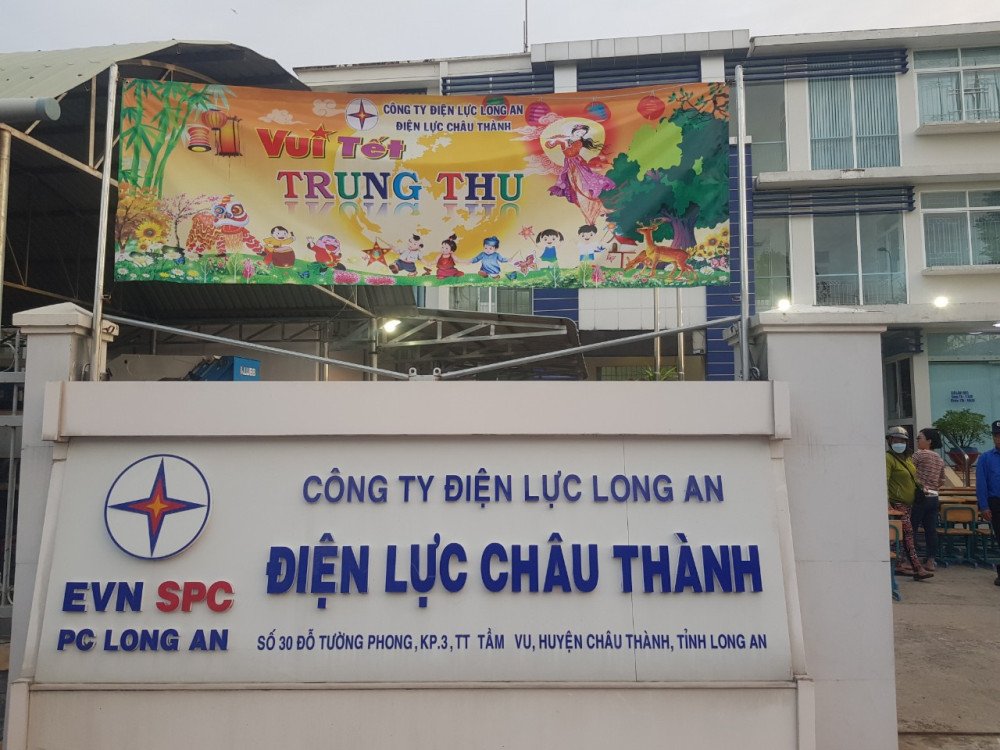 CÔNG TY ĐIỆN LỰC LONG AN
ĐIỆN LỰC CHÂU THÀNH
VUI TẾT
TRUNG THU
CÔNG TY ĐIỆN LỰC LONG AN
ĐIỆN LỰC CHÂU THÀNH
EVN SPC
PC LONG AN
SỐ 30 ĐỖ TƯỜNG PHONG, KP.3, TT TẦM VU, HUYỆN CHÂU THÀNH, TỈNH LONG AN